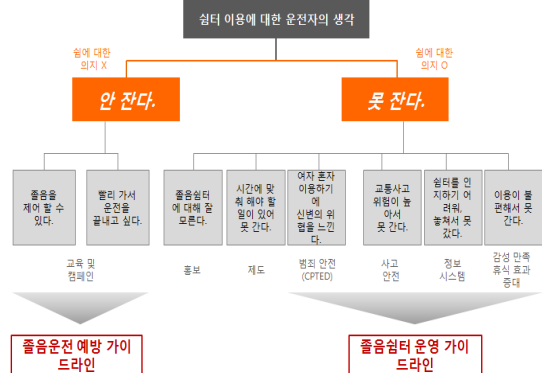 쉼터 이용에 대한 운전자의 생각
쉼에 대한
의지 X
쉼에 대한
의지 O
안 잔다.
못 잔다.
졸음을
제어 할 수
있다.
빨리 가서
운전을
끝내고 싶다.
졸음쉼터
에 대해 잘
모른다.
시간에 맞
춰 해야 할
일이 있어
못 간다.
여자 혼자
이용하기
에
신변의 위
협을 느낀
다.
교통사고
위험이 높
아서
못 간다.
쉼터를 인
지하기 어
려워,
놓쳐서 못
갔다.
이용이 불
편해서 못
간다.
교육 및
캠페인
홍보
제도
범죄 안전
(CPTED)
사고
안전
정보
시스템
감성 만족
휴식 효과
증대
졸음운전 예방 가이
드라인
졸음쉼터 운영 가이
드라인